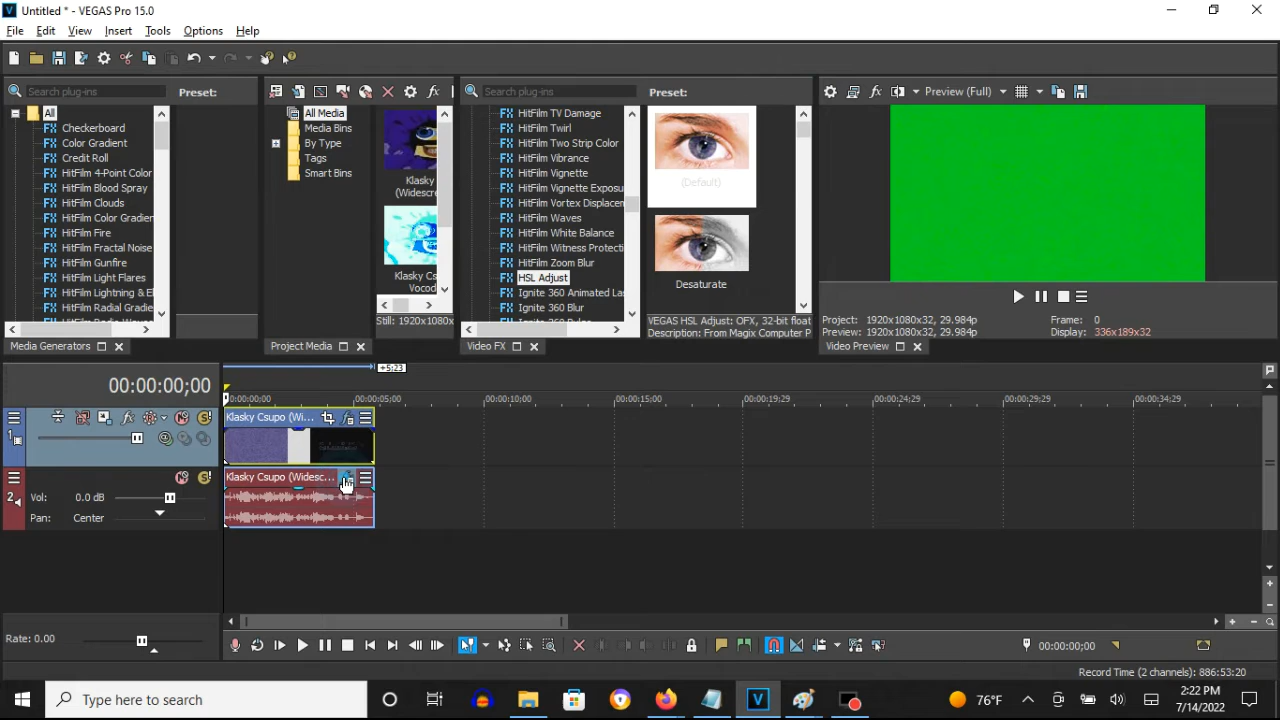 Untitled * - VEGAS Pro 15.0
File Edit View Insert Tools Options Help
Search plug-ins
Preset:
All
Checkerboard
Color Gradient
Credit Roll
HitFilm 4-Point Color
HitFilm Blood Spray
HitFilm Clouds
HitFilm Color Gradier
HitFilm Fire
HitFilm Fractal Noise
HitFilm Gunfire
HitFilm Light Flares
HitFilm Lightning & El
HitFilm Radial Gradie
Media Generators
All Media
Media Bins
By Type
Tags
Smart Bins
Klasky
(Widescre
Klasky Cs
Vocod
Still: 1920x1080x
Project Media
Search plug-ins
HitFilm TV Damage
HitFilm Twirl
HitFilm Two Strip Color
HitFilm Vibrance
HitFilm Vignette
HitFilm Vignette Exposu
HitFilm Vortex Displacen
HitFilm Waves
HitFilm White Balance
HitFilm Witness Protecti
HitFilm Zoom Blur
HSL Adjust
Ignite 360 Animated Las
Ignite 360 Blur
Video FX
Preset:
(Default)
Desaturate
VEGAS HSL Adjust: OFX, 32-bit float
Description: From Magix Computer P
Preview (Full)
Project: 1920x1080x32, 29.984p
Preview: 1920x1080x32, 29.984p
Frame: 0
Display: 336x189x32
Video Preview
+5;23
00:00:00;00
00:00:00;00 00:00:05;00 00:00:10;00 00:00:15;00 00:00:19;29 00:00:24;29 00:00:29;29 00:00:34;29
1
Klasky Csupo (Wi...
2
Klasky Csupo (Widesc...
Vol: 0.0 dB
Pan: Center
Rate: 0.00
00:00:00;00
Record Time (2 channels): 886:53:20
Type here to search
76°F
2:22 PM
7/14/2022